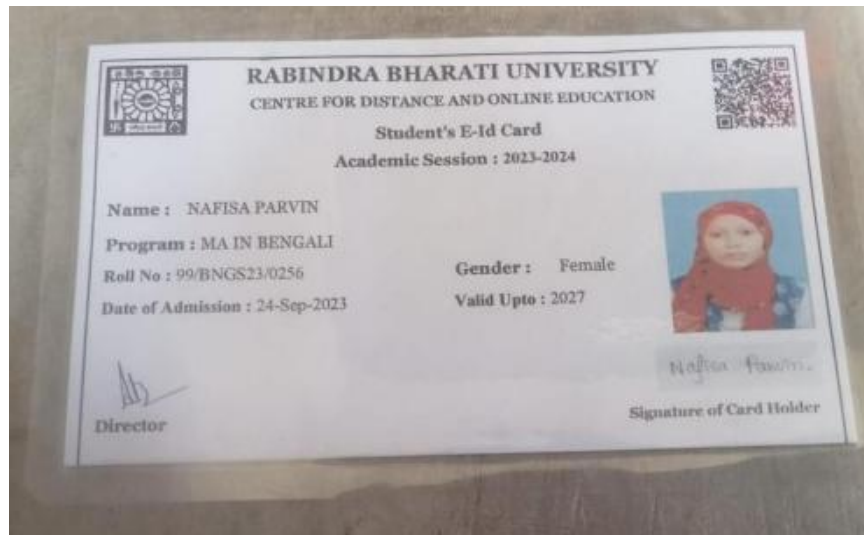 RABINDRA BHARATI UNIVERSITY
CENTRE FOR DISTANCE AND ONLINE EDUCATION
Student's E-Id Card
Academic Session : 2023-2024
Name : NAFISA PARVIN
Program : MA IN BENGALI
Roll No : 99/BNGS23/0256
Gender : Female
Date of Admission : 24-Sep-2023
Valid Upto : 2027
Nafisa Parvin.
Director
Signature of Card Holder